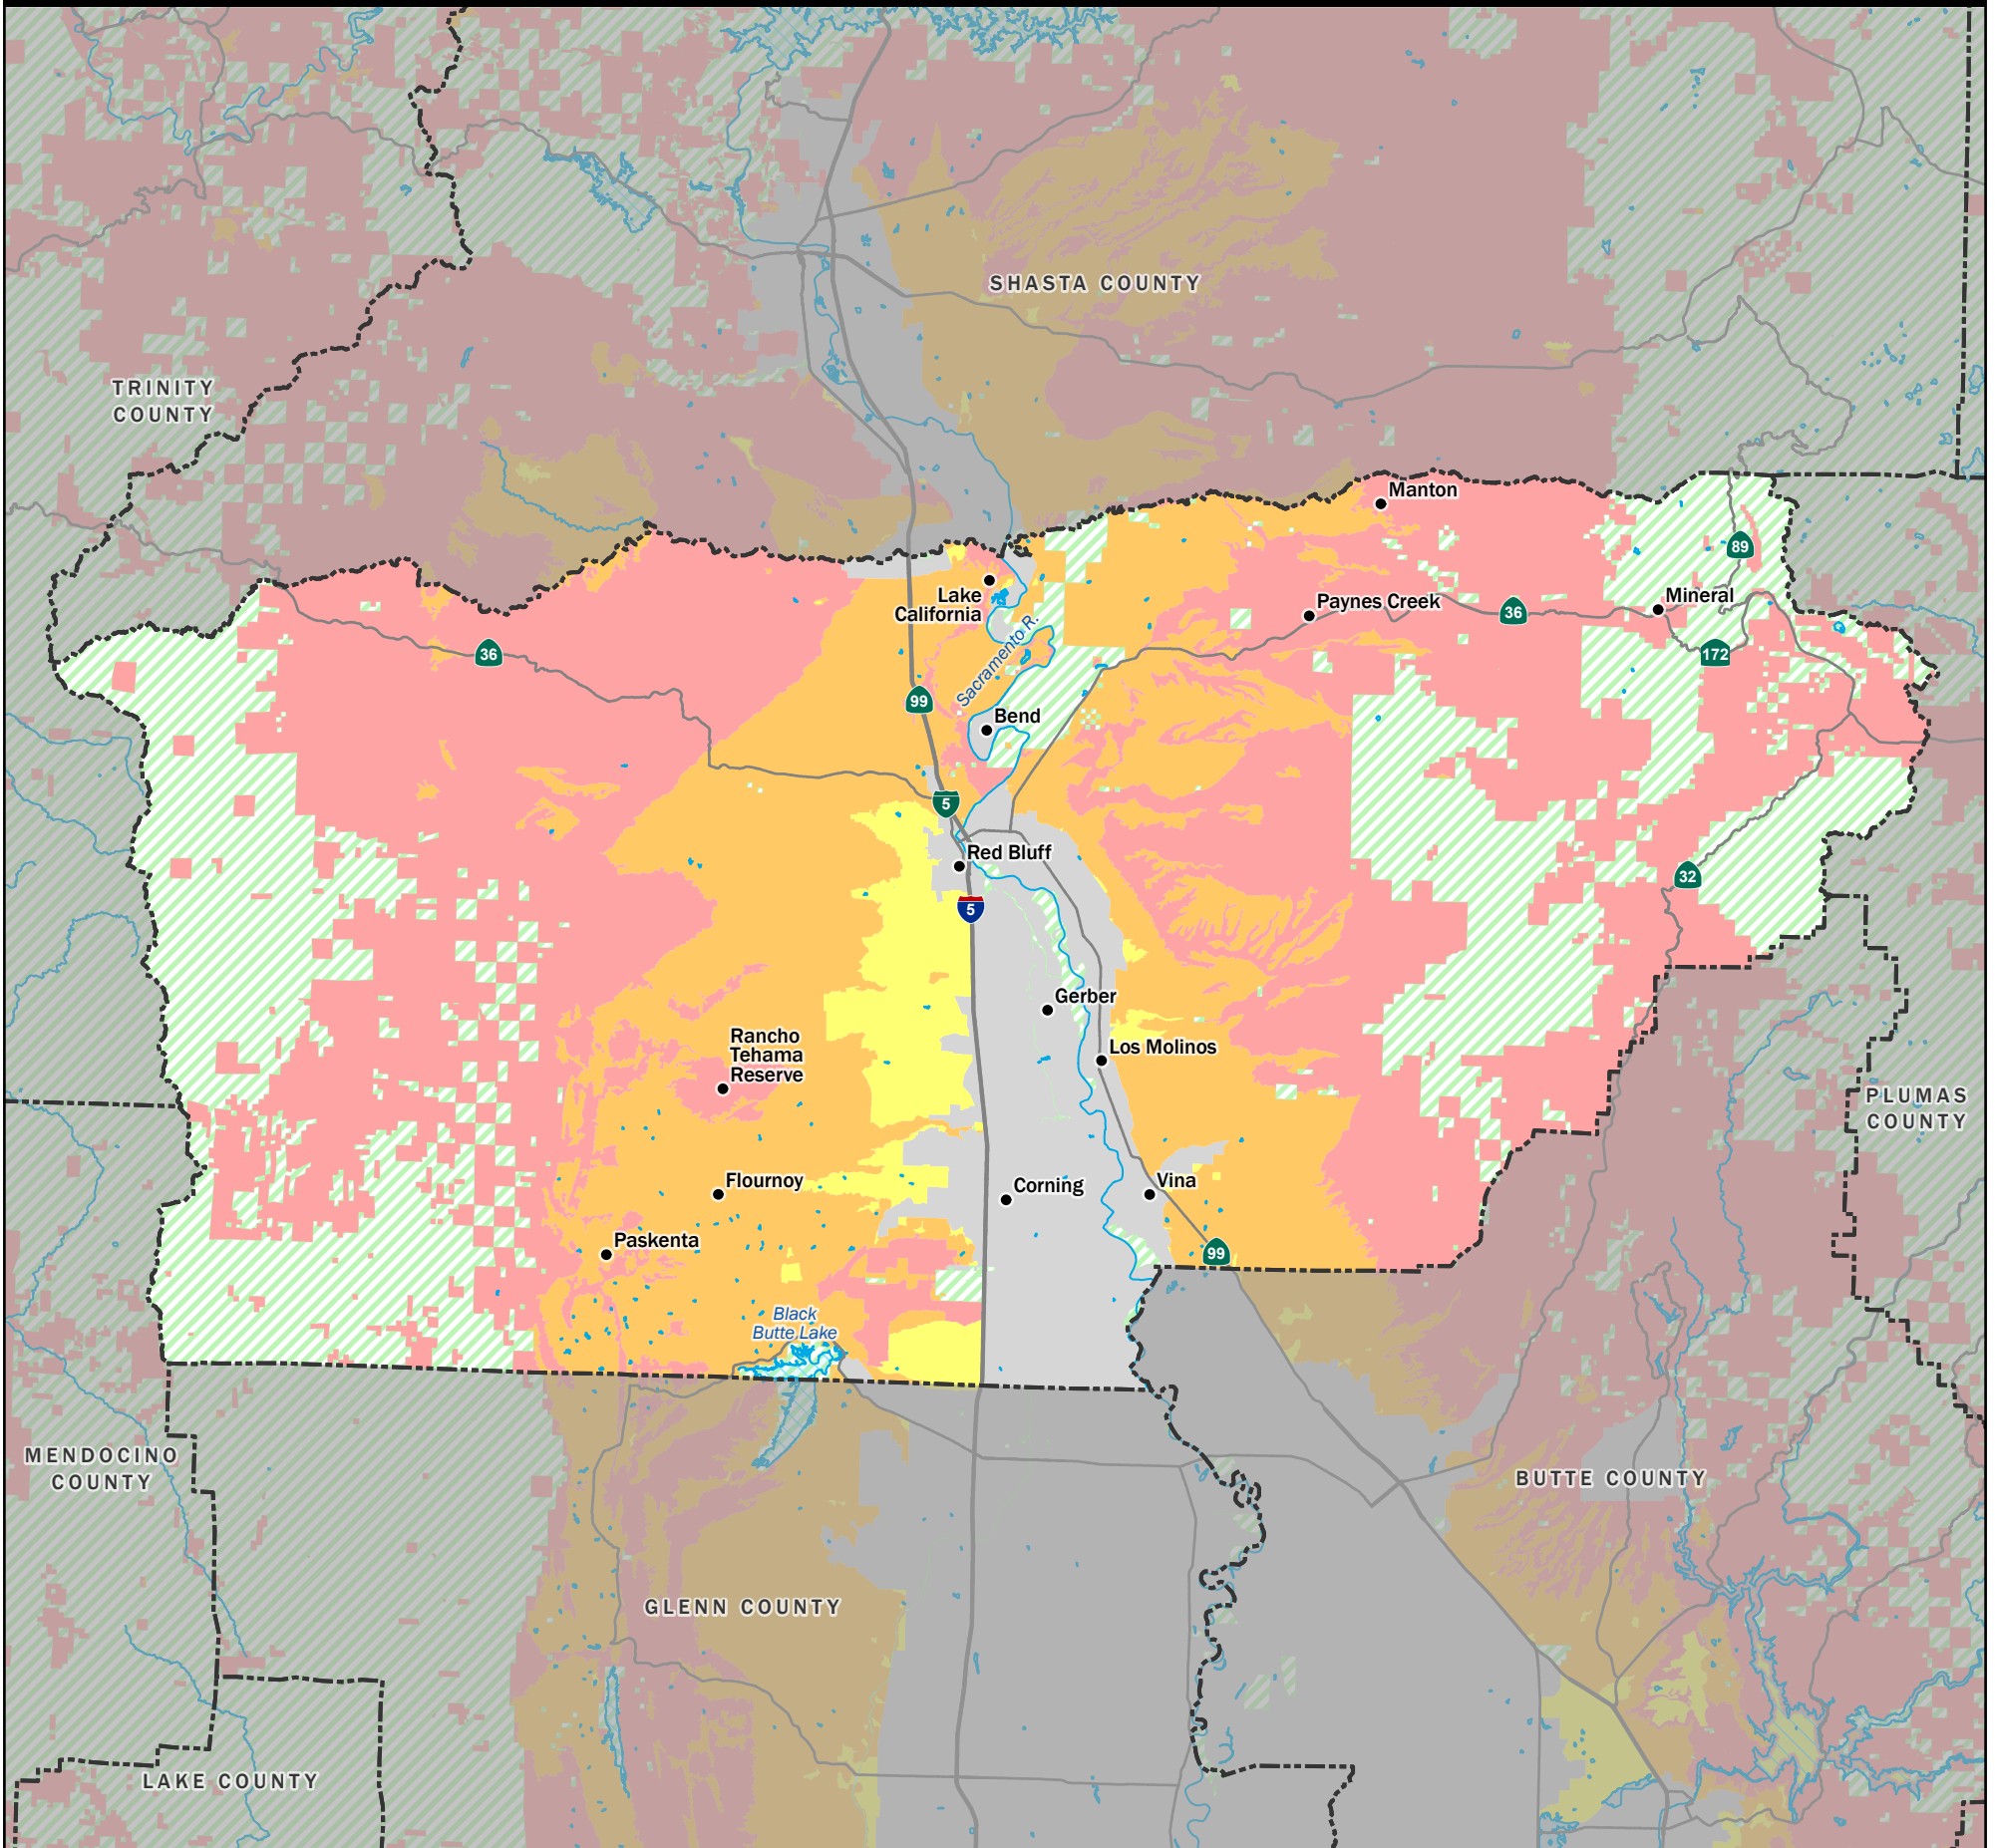 SHASTA COUNTY
TRINITY
COUNTY
Manton
89
Lake
California
Paynes Creek
36
Mineral
36
172
Sacramento R.
99
Bend
5
Red Bluff
32
5
Gerber
Rancho
Tehama
Reserve
Los Molinos
PLUMAS
COUNTY
Flournoy
Corning
Vina
Paskenta
99
Black
Butte Lake
MENDOCINO
COUNTY
BUTTE COUNTY
GLENN COUNTY
LAKE COUNTY